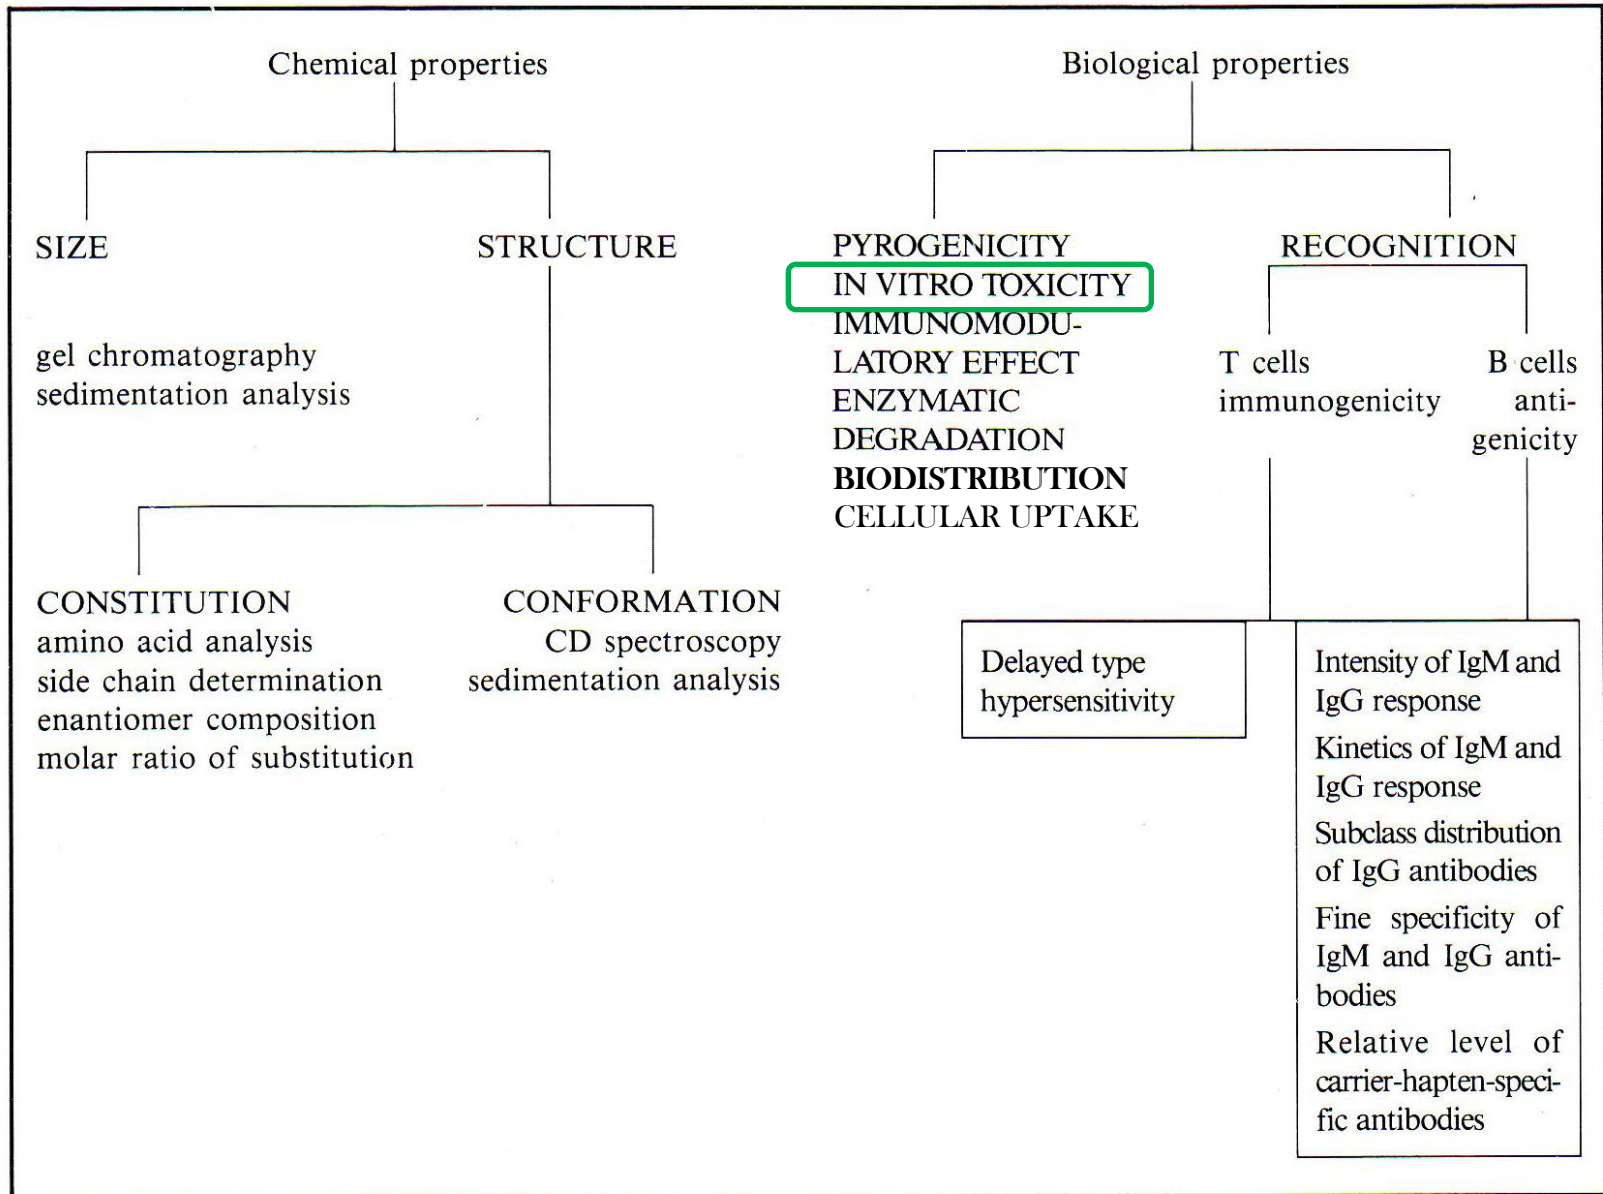 Chemical properties
Biological properties
SIZE
STRUCTURE
gel chromatography
sedimentation analysis
CONSTITUTION
amino acid analysis
side chain determination
enantiomer composition
molar ratio of substitution
CONFORMATION
CD spectroscopy
sedimentation analysis
PYROGENICITY
IN VITRO TOXICITY
IMMUNOMODU-
LATORY EFFECT
ENZYMATIC
DEGRADATION
BIODISTRIBUTION
CELLULAR UPTAKE
RECOGNITION
T cells
immunogenicity
B cells
anti-
genicity
Delayed type
hypersensitivity
Intensity of IgM and
IgG response
Kinetics of IgM and
IgG response
Subclass distribution
of IgG antibodies
Fine specificity of
IgM and IgG anti-
bodies
Relative level of
carrier-hapten-speci-
fic antibodies